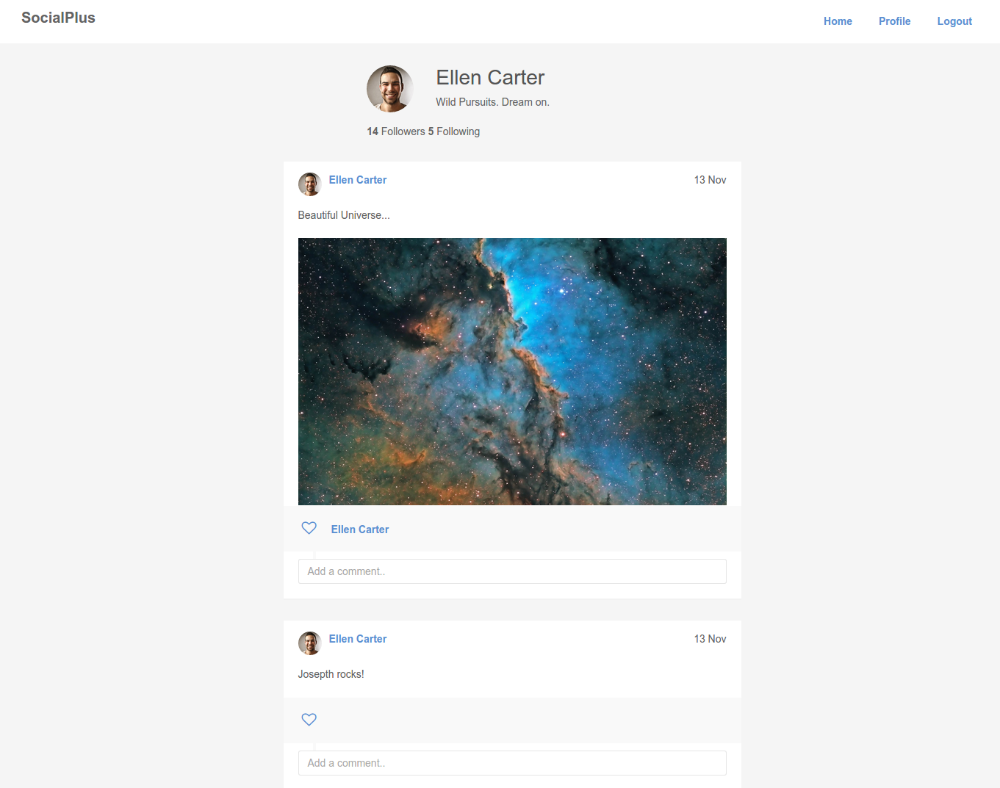 SocialPlus
Home Profile Logout
Ellen Carter
Wild Pursuits. Dream on.
14 Followers 5 Following
Ellen Carter 13 Nov
Beautiful Universe...
Ellen Carter
Add a comment..
Ellen Carter 13 Nov
Josepth rocks!
Add a comment..